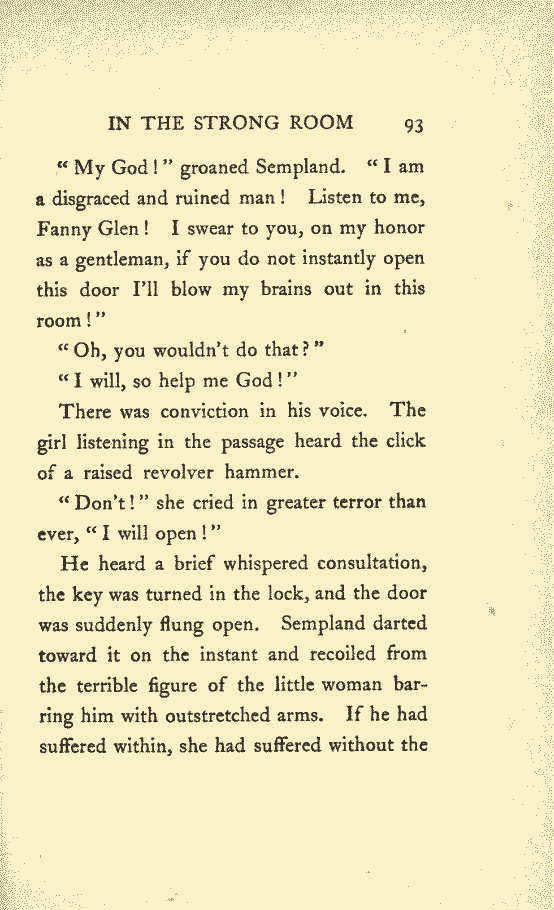 IN THE STRONG ROOM 93
“ My God ! ” groaned Sempland. “ I am
a disgraced and ruined man ! Listen to me,
Fanny Glen ! I swear to you, on my honor
as a gentleman, if you do not instantly open
this door I’ll blow my brains out in this
room ! ”
“ Oh, you wouldn’t do that ? ”
“ I will, so help me God ! ”
There was conviction in his voice. The
girl listening in the passage heard the click
of a raised revolver hammer.
“ Don’t ! ” she cried in greater terror than
ever, “ I will open ! ”
He heard a brief whispered consultation,
the key was turned in the lock, and the door
was suddenly flung open. Sempland darted
toward it on the instant and recoiled from
the terrible figure of the little woman bar-
ring him with outstretched arms. If he had
suffered within, she had suffered without the